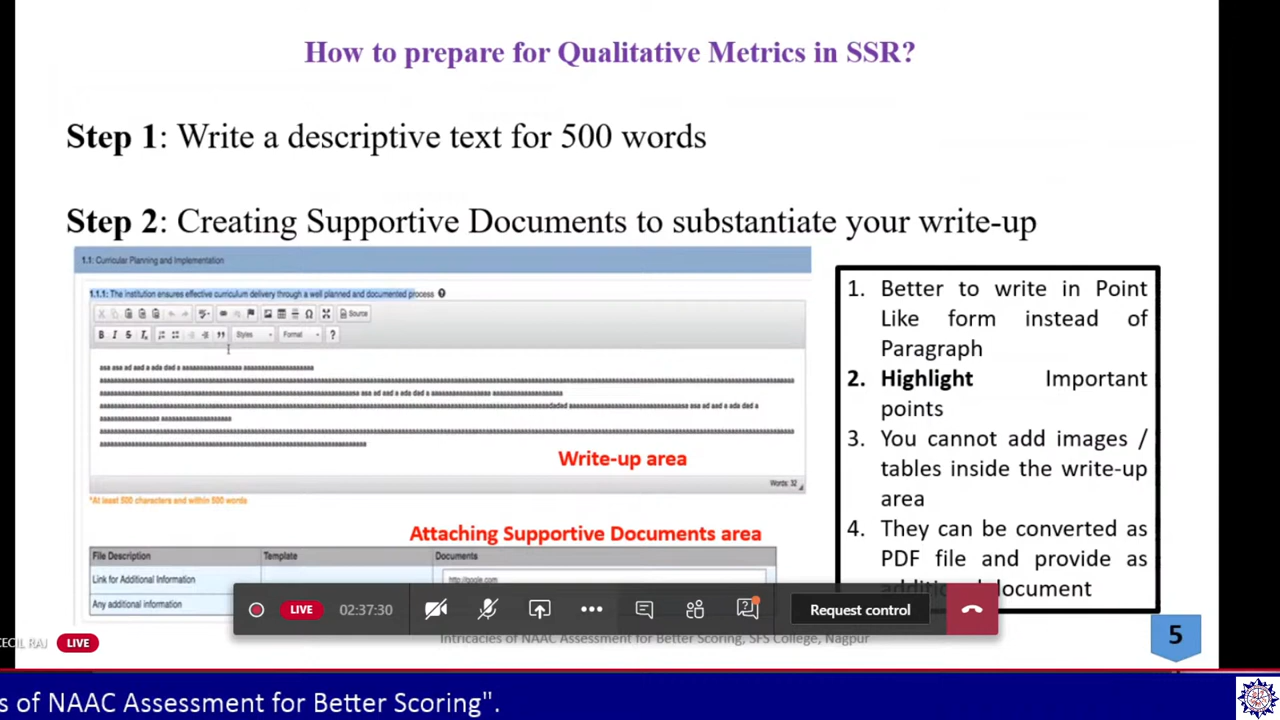 How to prepare for Qualitative Metrics in SSR?
Step 1: Write a descriptive text for 500 words
Step 2: Creating Supportive Documents to substantiate your write-up
1.1: Curricular Planning and Implementation
1.1.1: The Institution ensures effective curriculum delivery through a well planned and documented process
Source
B I S Tx Styles Format ?
Write-up area
Words: 32
*At least 500 characters and within 500 words
Attaching Supportive Documents area
File Description Template Documents
Link for Additional Information
Any additional information
1. Better to write in Point
Like form instead of
Paragraph
2. Highlight Important
points
3. You cannot add images /
tables inside the write-up
area
4. They can be converted as
PDF file and provide as
additional document
LIVE 02:37:30 Request control
Intricacies of NAAC Assessment for Better Scoring, SFS College, Nagpur
5
CECIL RAJ LIVE
s of NAAC Assessment for Better Scoring".